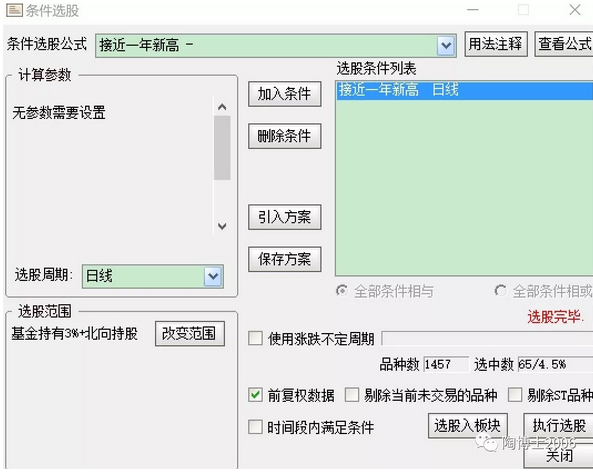 条件选股
条件选股公式 接近一年新高 - 用法注释 查看公式
计算参数
无参数需要设置
选股周期: 日线
加入条件
删除条件
引入方案
保存方案
选股条件列表
接近一年新高 日线
全部条件相与 全部条件相或
选股完毕.
选股范围
基金持有3%+北向持股 改变范围
使用涨跌不定周期
品种数 1457 选中数 65/4.5%
前复权数据 剔除当前未交易的品种 剔除ST品种
时间段内满足条件 选股入板块 执行选股
关闭
陶博士2006